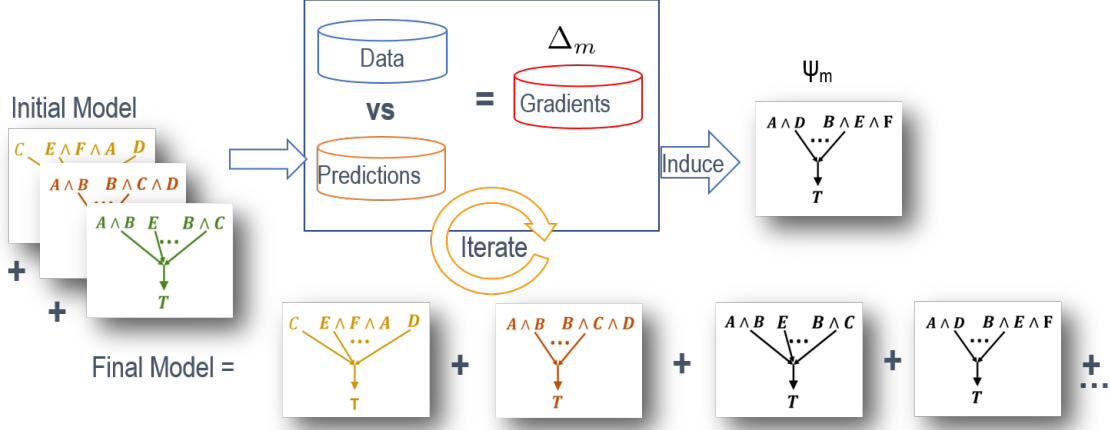 Initial Model
C E ∧ F ∧ A D
A ∧ B B ∧ C ∧ D
...
A ∧ B E B ∧ C
...
T
+
+
Data
vs
Predictions
=
Δm
Gradients
Iterate
Induce
Ψm
A ∧ D B ∧ E ∧ F
...
T
Final Model =
C E ∧ F ∧ A D
...
T
+
A ∧ B B ∧ C ∧ D
...
T
+
A ∧ B E B ∧ C
...
T
+
A ∧ D B ∧ E ∧ F
...
T
+
...